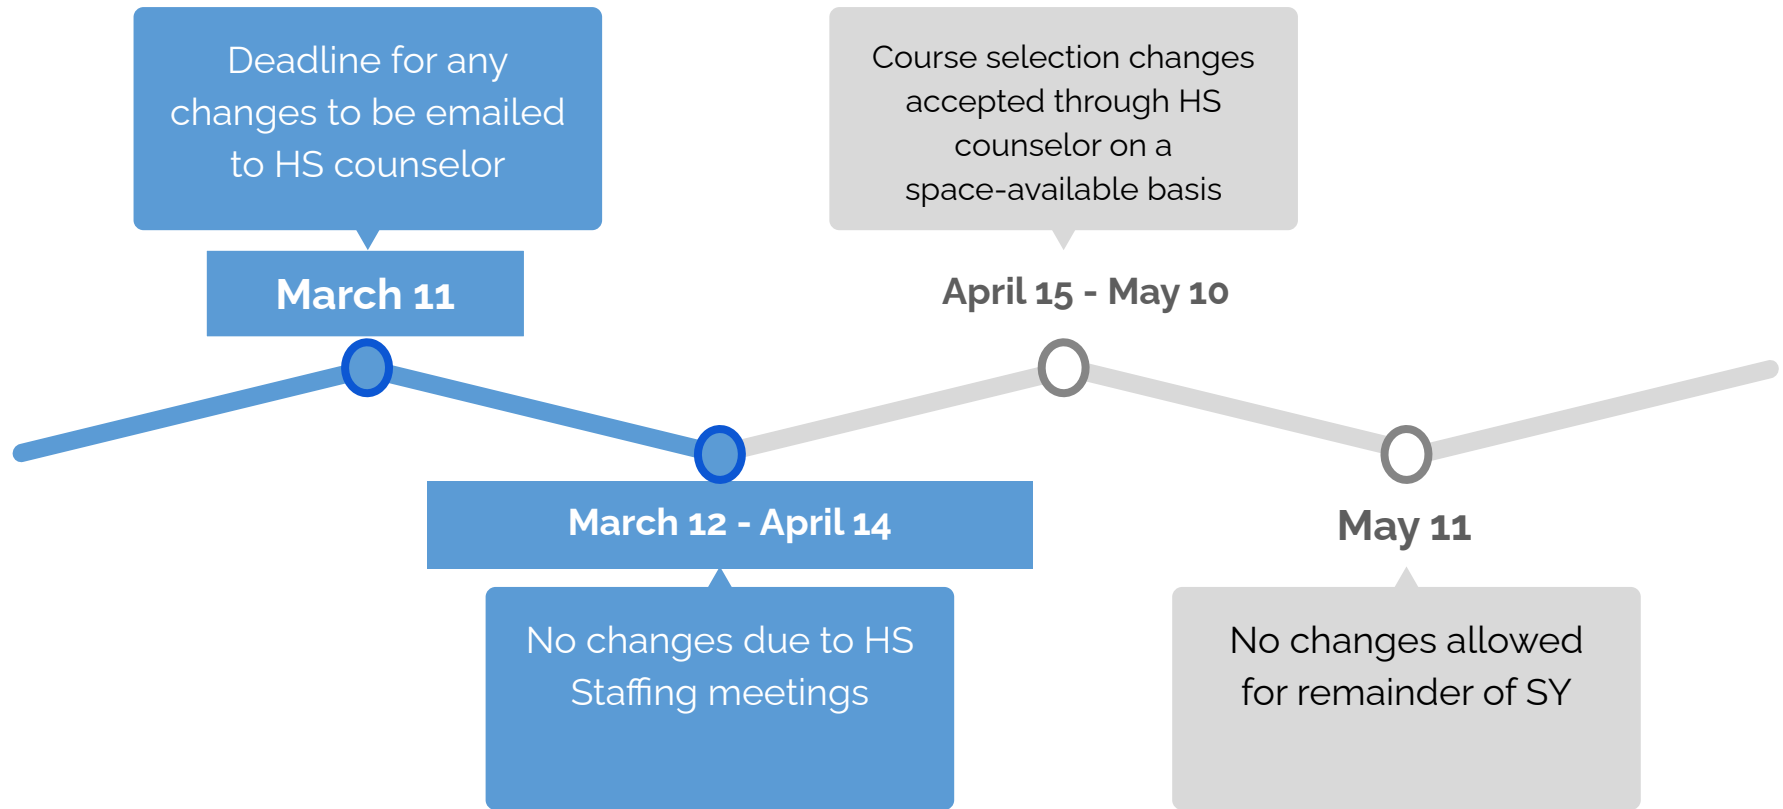 Deadline for any
changes to be emailed
to HS counselor
March 11
Course selection changes
accepted through HS
counselor on a
space-available basis
April 15 - May 10
March 12 - April 14
No changes due to HS
Staffing meetings
May 11
No changes allowed
for remainder of SY